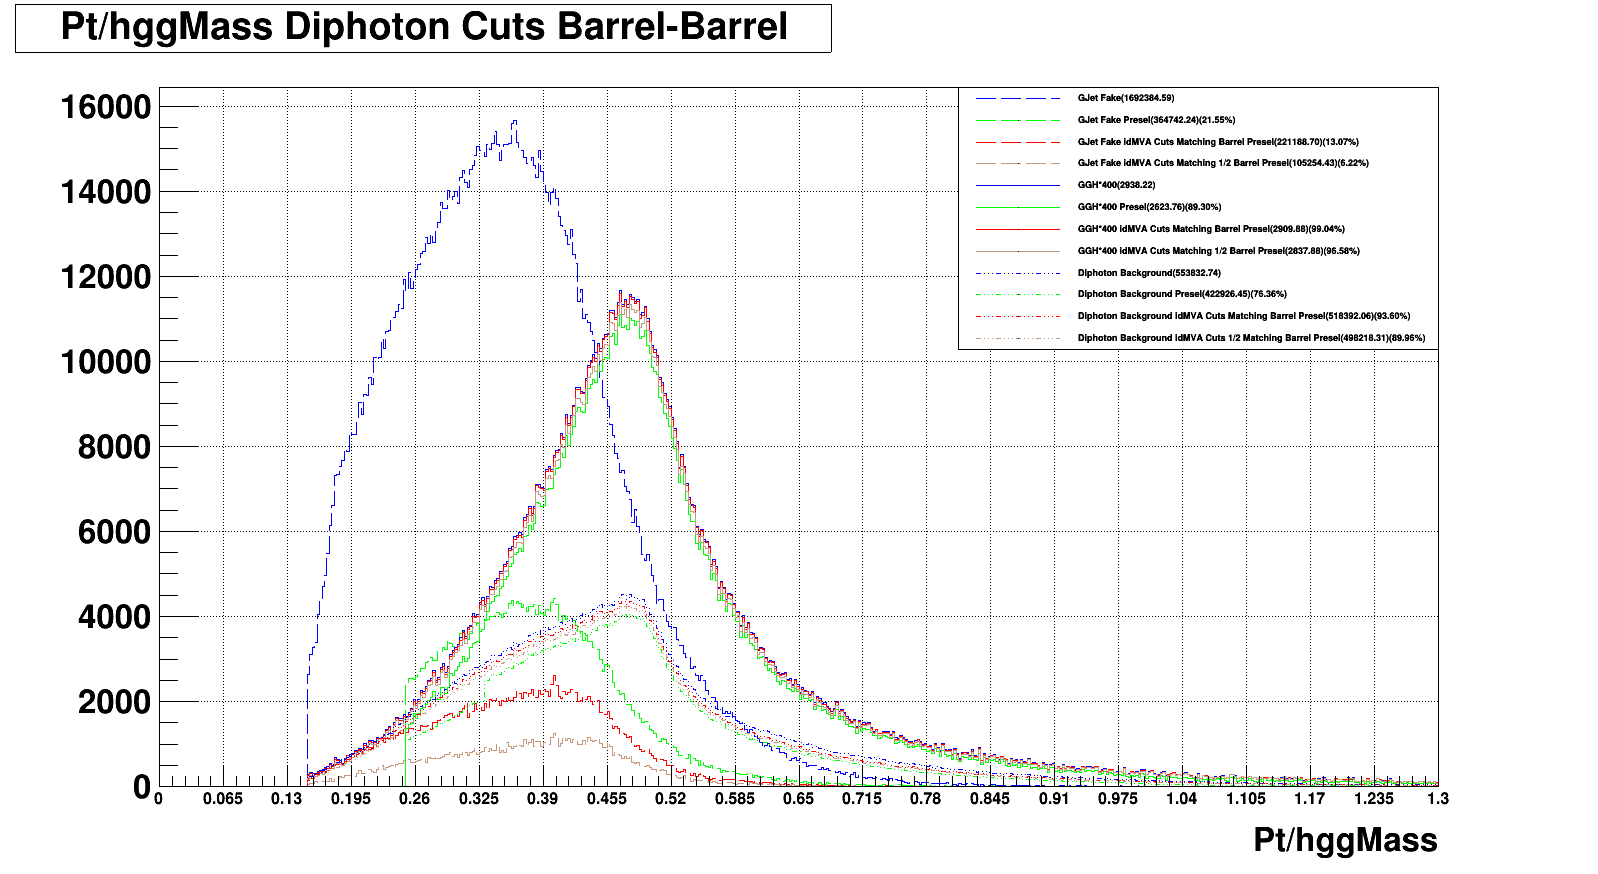 Pt/hggMass Diphoton Cuts Barrel-Barrel
16000
14000
12000
10000
8000
6000
4000
2000
0
GJet Fake(1692384.59)
GJet Fake Presel(364742.24)(21.55%)
GJet Fake idMVA Cuts Matching Barrel Presel(221188.70)(13.07%)
GJet Fake idMVA Cuts Matching 1/2 Barrel Presel(105254.43)(6.22%)
GGH*400(2938.22)
GGH*400 Presel(2623.76)(89.30%)
GGH*400 idMVA Cuts Matching Barrel Presel(2909.88)(99.04%)
GGH*400 idMVA Cuts Matching 1/2 Barrel Presel(2837.88)(96.58%)
Diphoton Background(553832.74)
Diphoton Background Presel(422926.45)(76.36%)
Diphoton Background idMVA Cuts Matching Barrel Presel(518392.06)(93.60%)
Diphoton Background idMVA Cuts 1/2 Matching Barrel Presel(498218.31)(89.96%)
0 0.065 0.13 0.195 0.26 0.325 0.39 0.455 0.52 0.585 0.65 0.715 0.78 0.845 0.91 0.975 1.04 1.105 1.17 1.235 1.3
Pt/hggMass